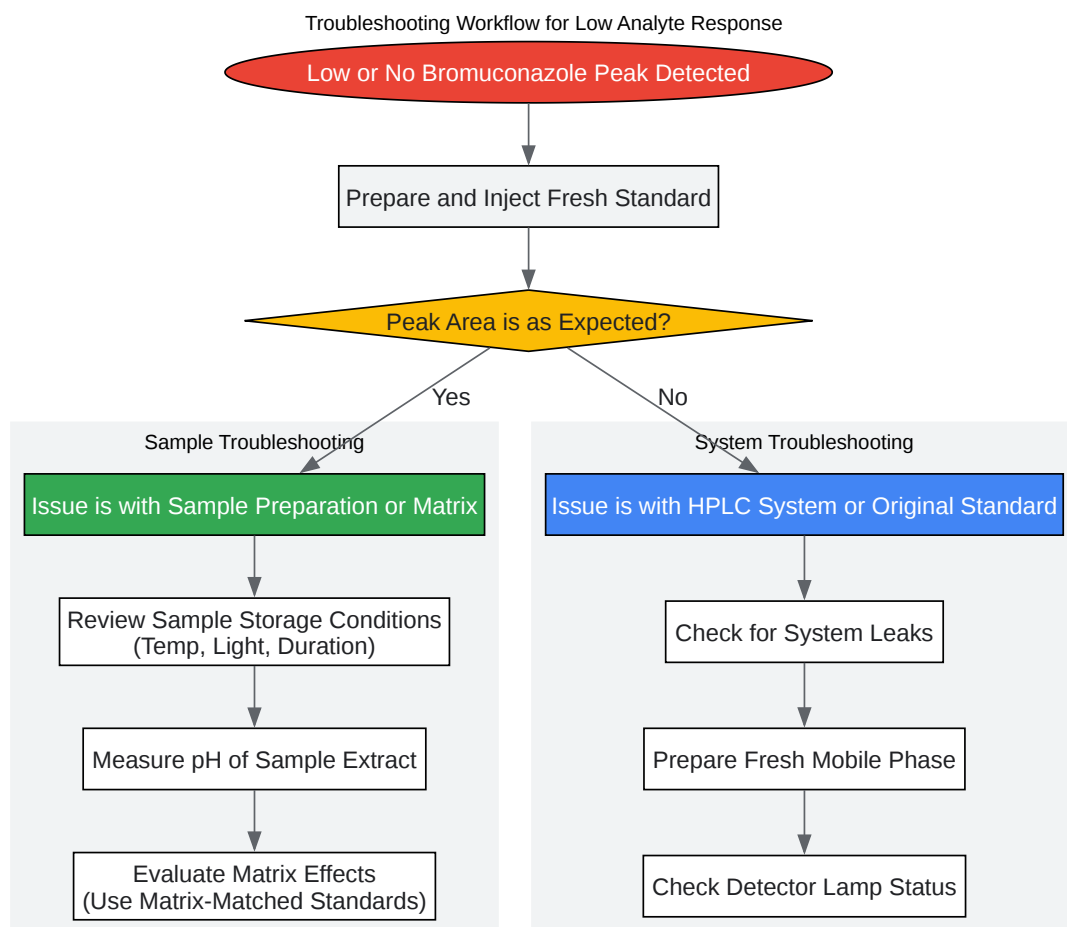 Troubleshooting Workflow for Low Analyte Response
Low or No Bromuconazole Peak Detected
Prepare and Inject Fresh Standard
Peak Area is as Expected?
Yes
No
Sample Troubleshooting
Issue is with Sample Preparation or Matrix
Review Sample Storage Conditions
(Temp, Light, Duration)
Measure pH of Sample Extract
Evaluate Matrix Effects
(Use Matrix-Matched Standards)
System Troubleshooting
Issue is with HPLC System or Original Standard
Check for System Leaks
Prepare Fresh Mobile Phase
Check Detector Lamp Status